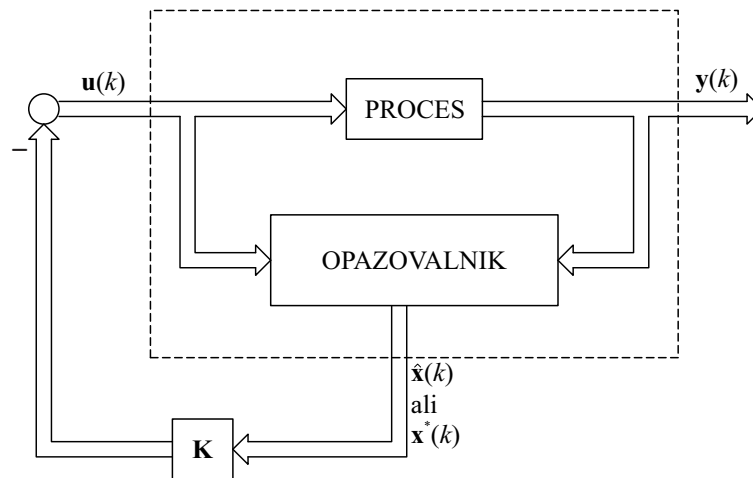 u(k)
y(k)
PROCES
−
OPAZOVALNIK
x̂(k)
ali
x*(k)
K